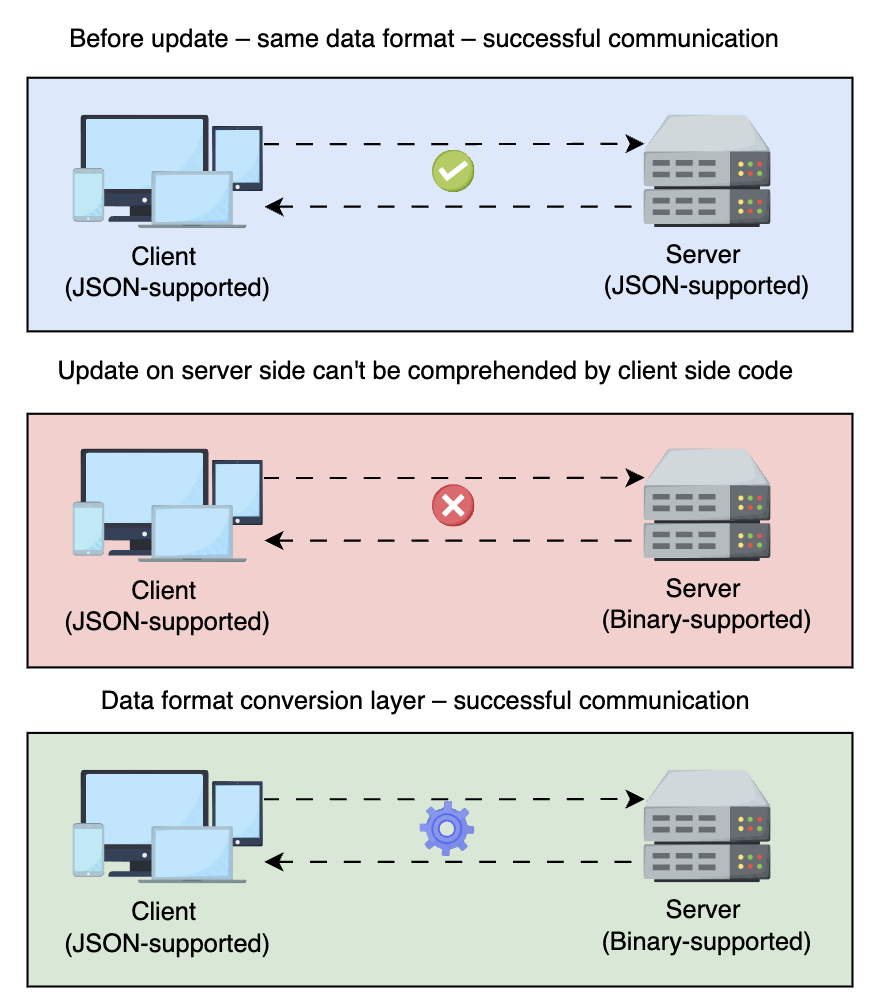 Before update – same data format – successful communication
Client
(JSON-supported)
Server
(JSON-supported)
Update on server side can't be comprehended by client side code
Client
(JSON-supported)
Server
(Binary-supported)
Data format conversion layer – successful communication
Client
(JSON-supported)
Server
(Binary-supported)